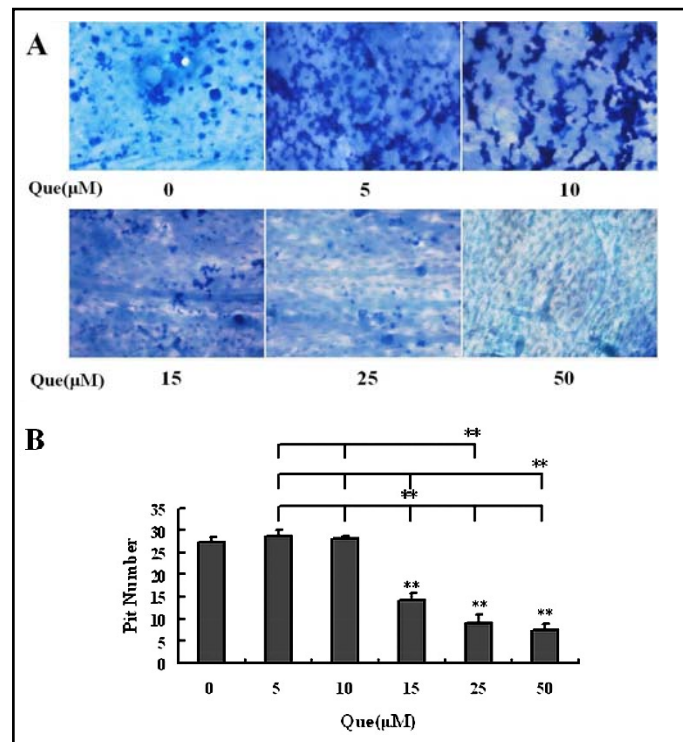 A
Que(μM) 0 5 10
Que(μM) 15 25 50
B
**
**
**
35
30
25
20
15
10
5
0
Pit Number
** ** **
0 5 10 15 25 50
Que(μM)